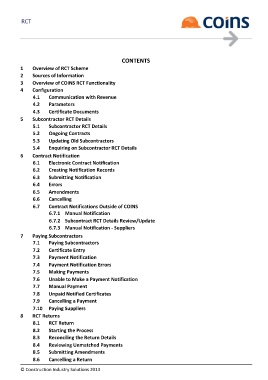 RCT
COINS
CONTENTS
1 Overview of RCT Scheme
2 Sources of Information
3 Overview of COINS RCT Functionality
4 Configuration
4.1 Communication with Revenue
4.2 Parameters
4.3 Certificate Documents
5 Subcontractor RCT Details
5.1 Subcontractor RCT Details
5.2 Ongoing Contracts
5.3 Updating Old Subcontractors
5.4 Enquiring on Subcontractor RCT Details
6 Contract Notification
6.1 Electronic Contract Notification
6.2 Creating Notification Records
6.3 Submitting Notification
6.4 Errors
6.5 Amendments
6.6 Cancelling
6.7 Contract Notifications Outside of COINS
6.7.1 Manual Notification
6.7.2 Subcontract RCT Details Review/Update
6.7.3 Manual Notification - Suppliers
7 Paying Subcontractors
7.1 Paying Subcontractors
7.2 Certificate Entry
7.3 Payment Notification
7.4 Payment Notification Errors
7.5 Making Payments
7.6 Unable to Make a Payment Notification
7.7 Manual Payment
7.8 Unpaid Notified Certificates
7.9 Cancelling a Payment
7.10 Paying Suppliers
8 RCT Returns
8.1 RCT Return
8.2 Starting the Process
8.3 Reconciling the Return Details
8.4 Reviewing Unmatched Payments
8.5 Submitting Amendments
8.6 Cancelling a Return
© Construction Industry Solutions 2013